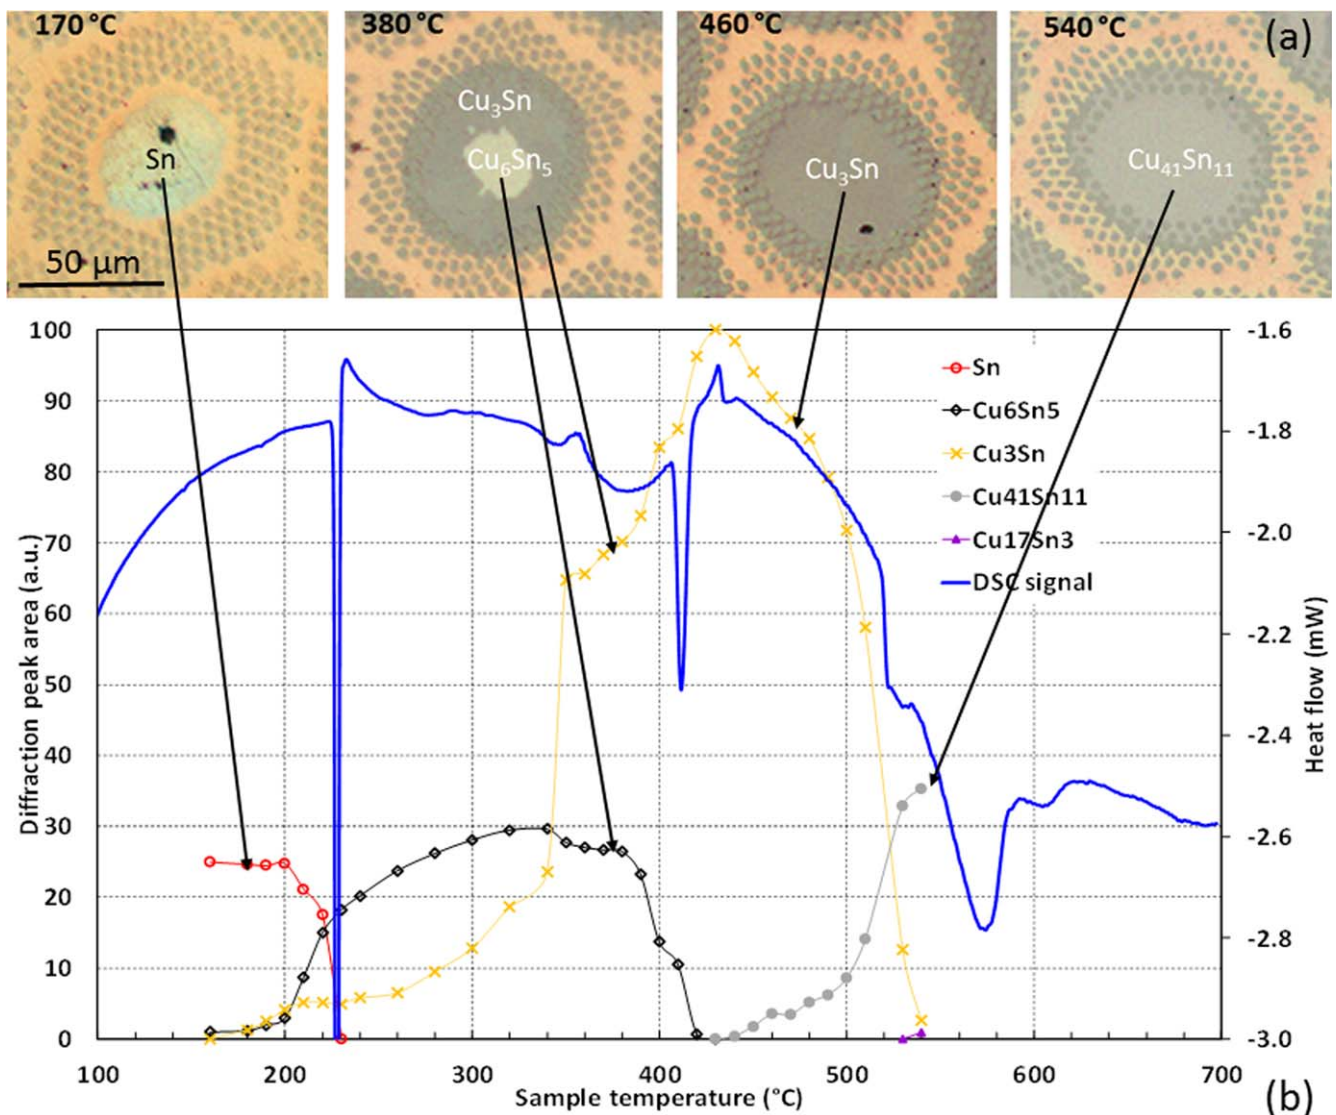 170 °C
380 °C
460 °C
540 °C
(a)
Cu₃Sn
Sn
Cu₆Sn₅
Cu₃Sn
Cu₄₁Sn₁₁
50 µm
100
90
80
70
60
50
40
30
20
10
0
Diffraction peak area (a.u.)
Sn
Cu6Sn5
Cu3Sn
Cu41Sn11
Cu17Sn3
DSC signal
-1.6
-1.8
-2.0
-2.2
-2.4
-2.6
-2.8
-3.0
Heat flow (mW)
100
200
300
400
500
600
700
Sample temperature (°C)
(b)